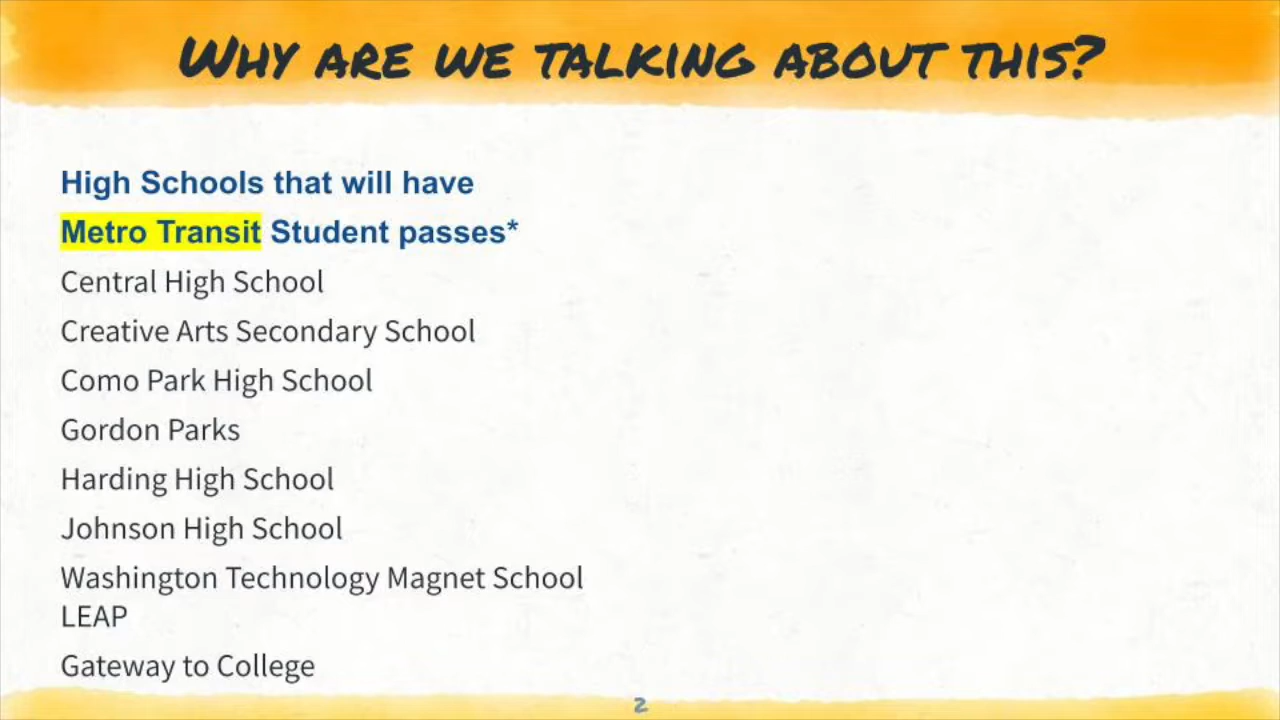 WHY ARE WE TALKING ABOUT THIS?
High Schools that will have
Metro Transit Student passes*
Central High School
Creative Arts Secondary School
Como Park High School
Gordon Parks
Harding High School
Johnson High School
Washington Technology Magnet School
LEAP
Gateway to College
2